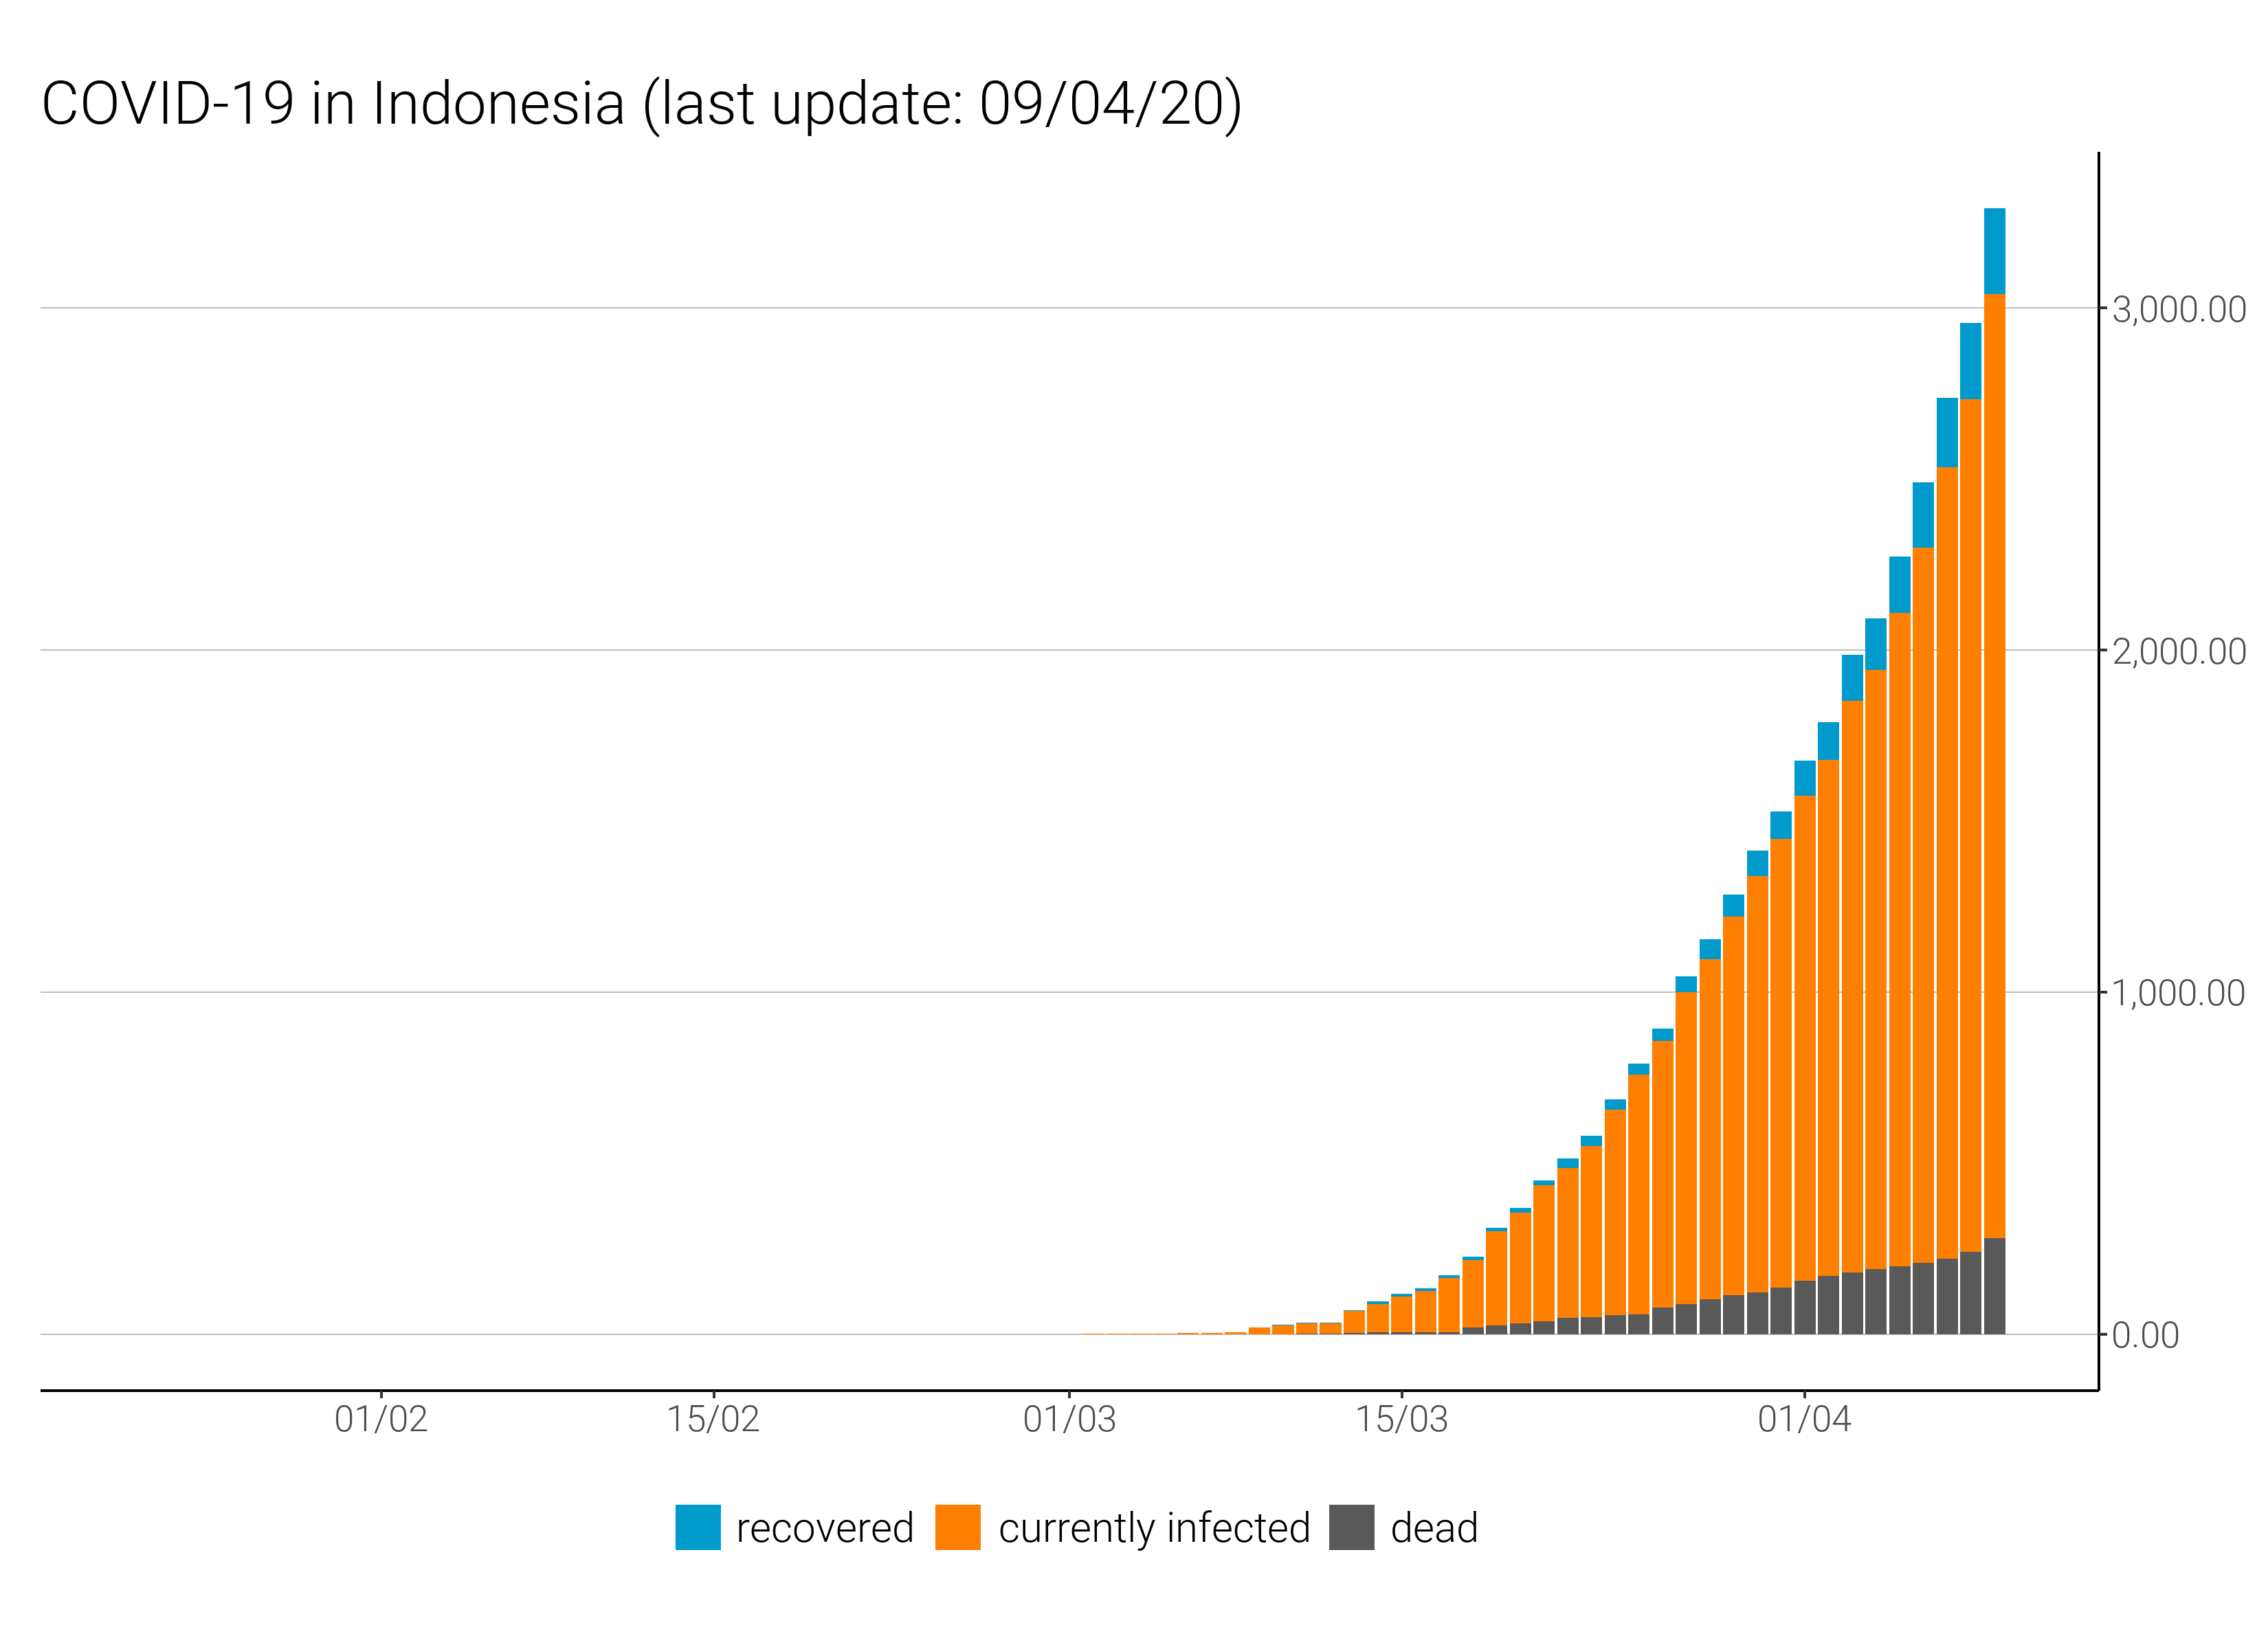 COVID-19 in Indonesia (last update: 09/04/20)
3,000.00
2,000.00
1,000.00
0.00
01/02 15/02 01/03 15/03 01/04
recovered currently infected dead